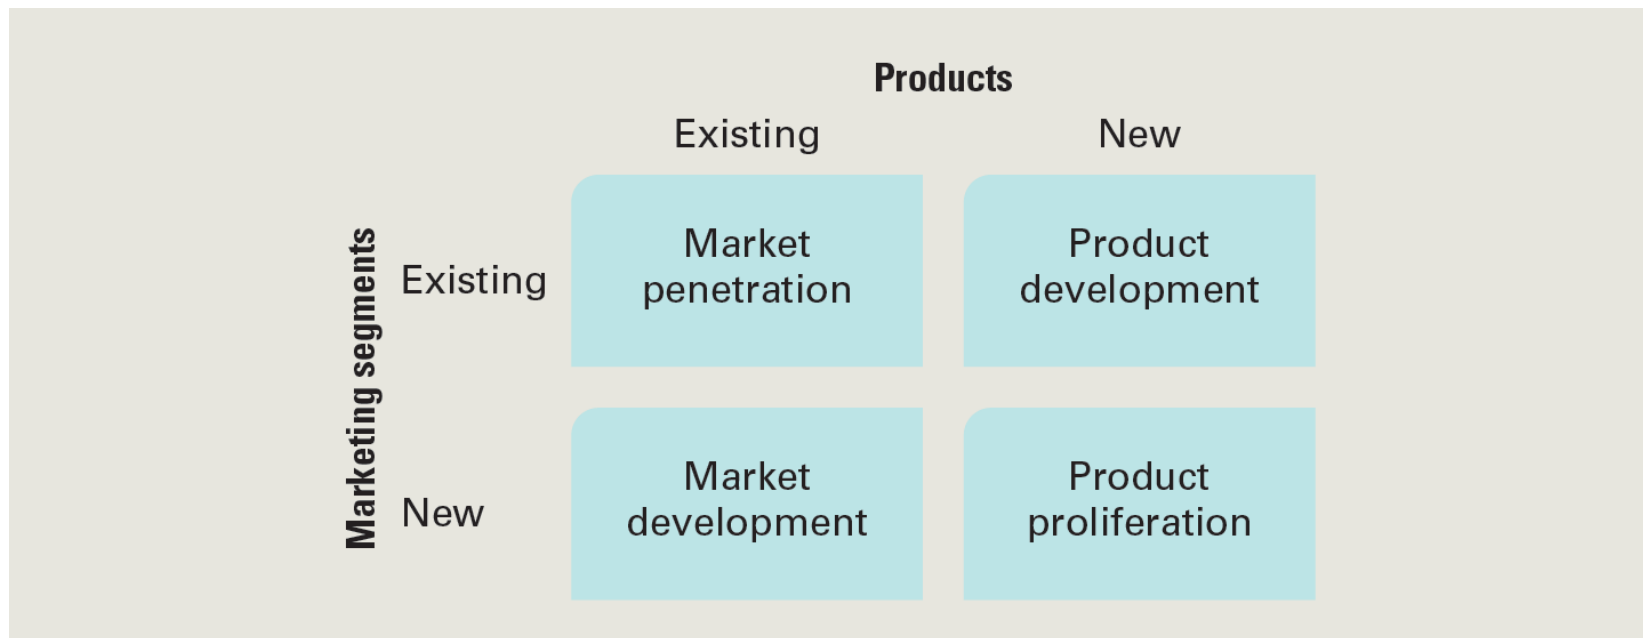 Products
Existing
New
Marketing segments
Existing
Market
penetration
Product
development
New
Market
development
Product
proliferation